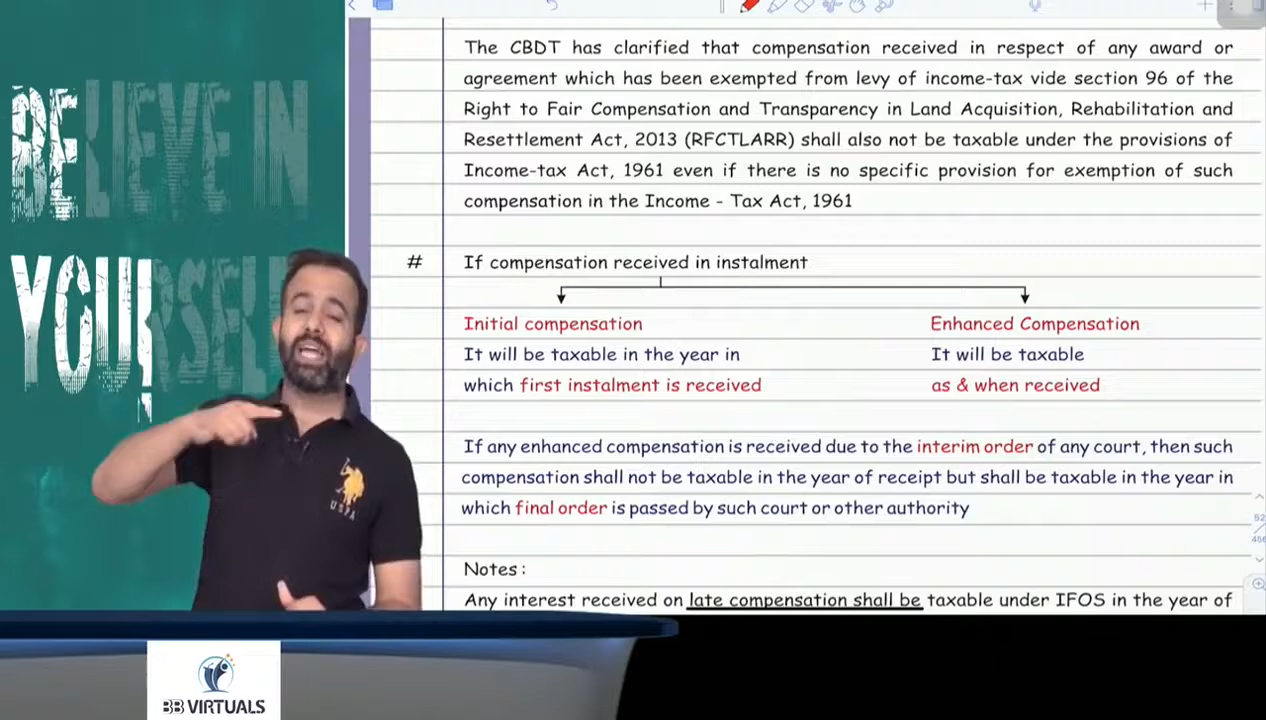 BELIEVE IN
YOURSELF
The CBDT has clarified that compensation received in respect of any award or
agreement which has been exempted from levy of income-tax vide section 96 of the
Right to Fair Compensation and Transparency in Land Acquisition, Rehabilitation and
Resettlement Act, 2013 (RFCTLARR) shall also not be taxable under the provisions of
Income-tax Act, 1961 even if there is no specific provision for exemption of such
compensation in the Income - Tax Act, 1961
# If compensation received in instalment
Initial compensation
It will be taxable in the year in
which first instalment is received
Enhanced Compensation
It will be taxable
as & when received
If any enhanced compensation is received due to the interim order of any court, then such
compensation shall not be taxable in the year of receipt but shall be taxable in the year in
which final order is passed by such court or other authority
Notes :
Any interest received on late compensation shall be taxable under IFOS in the year of
USPA
BB VIRTUALS
52